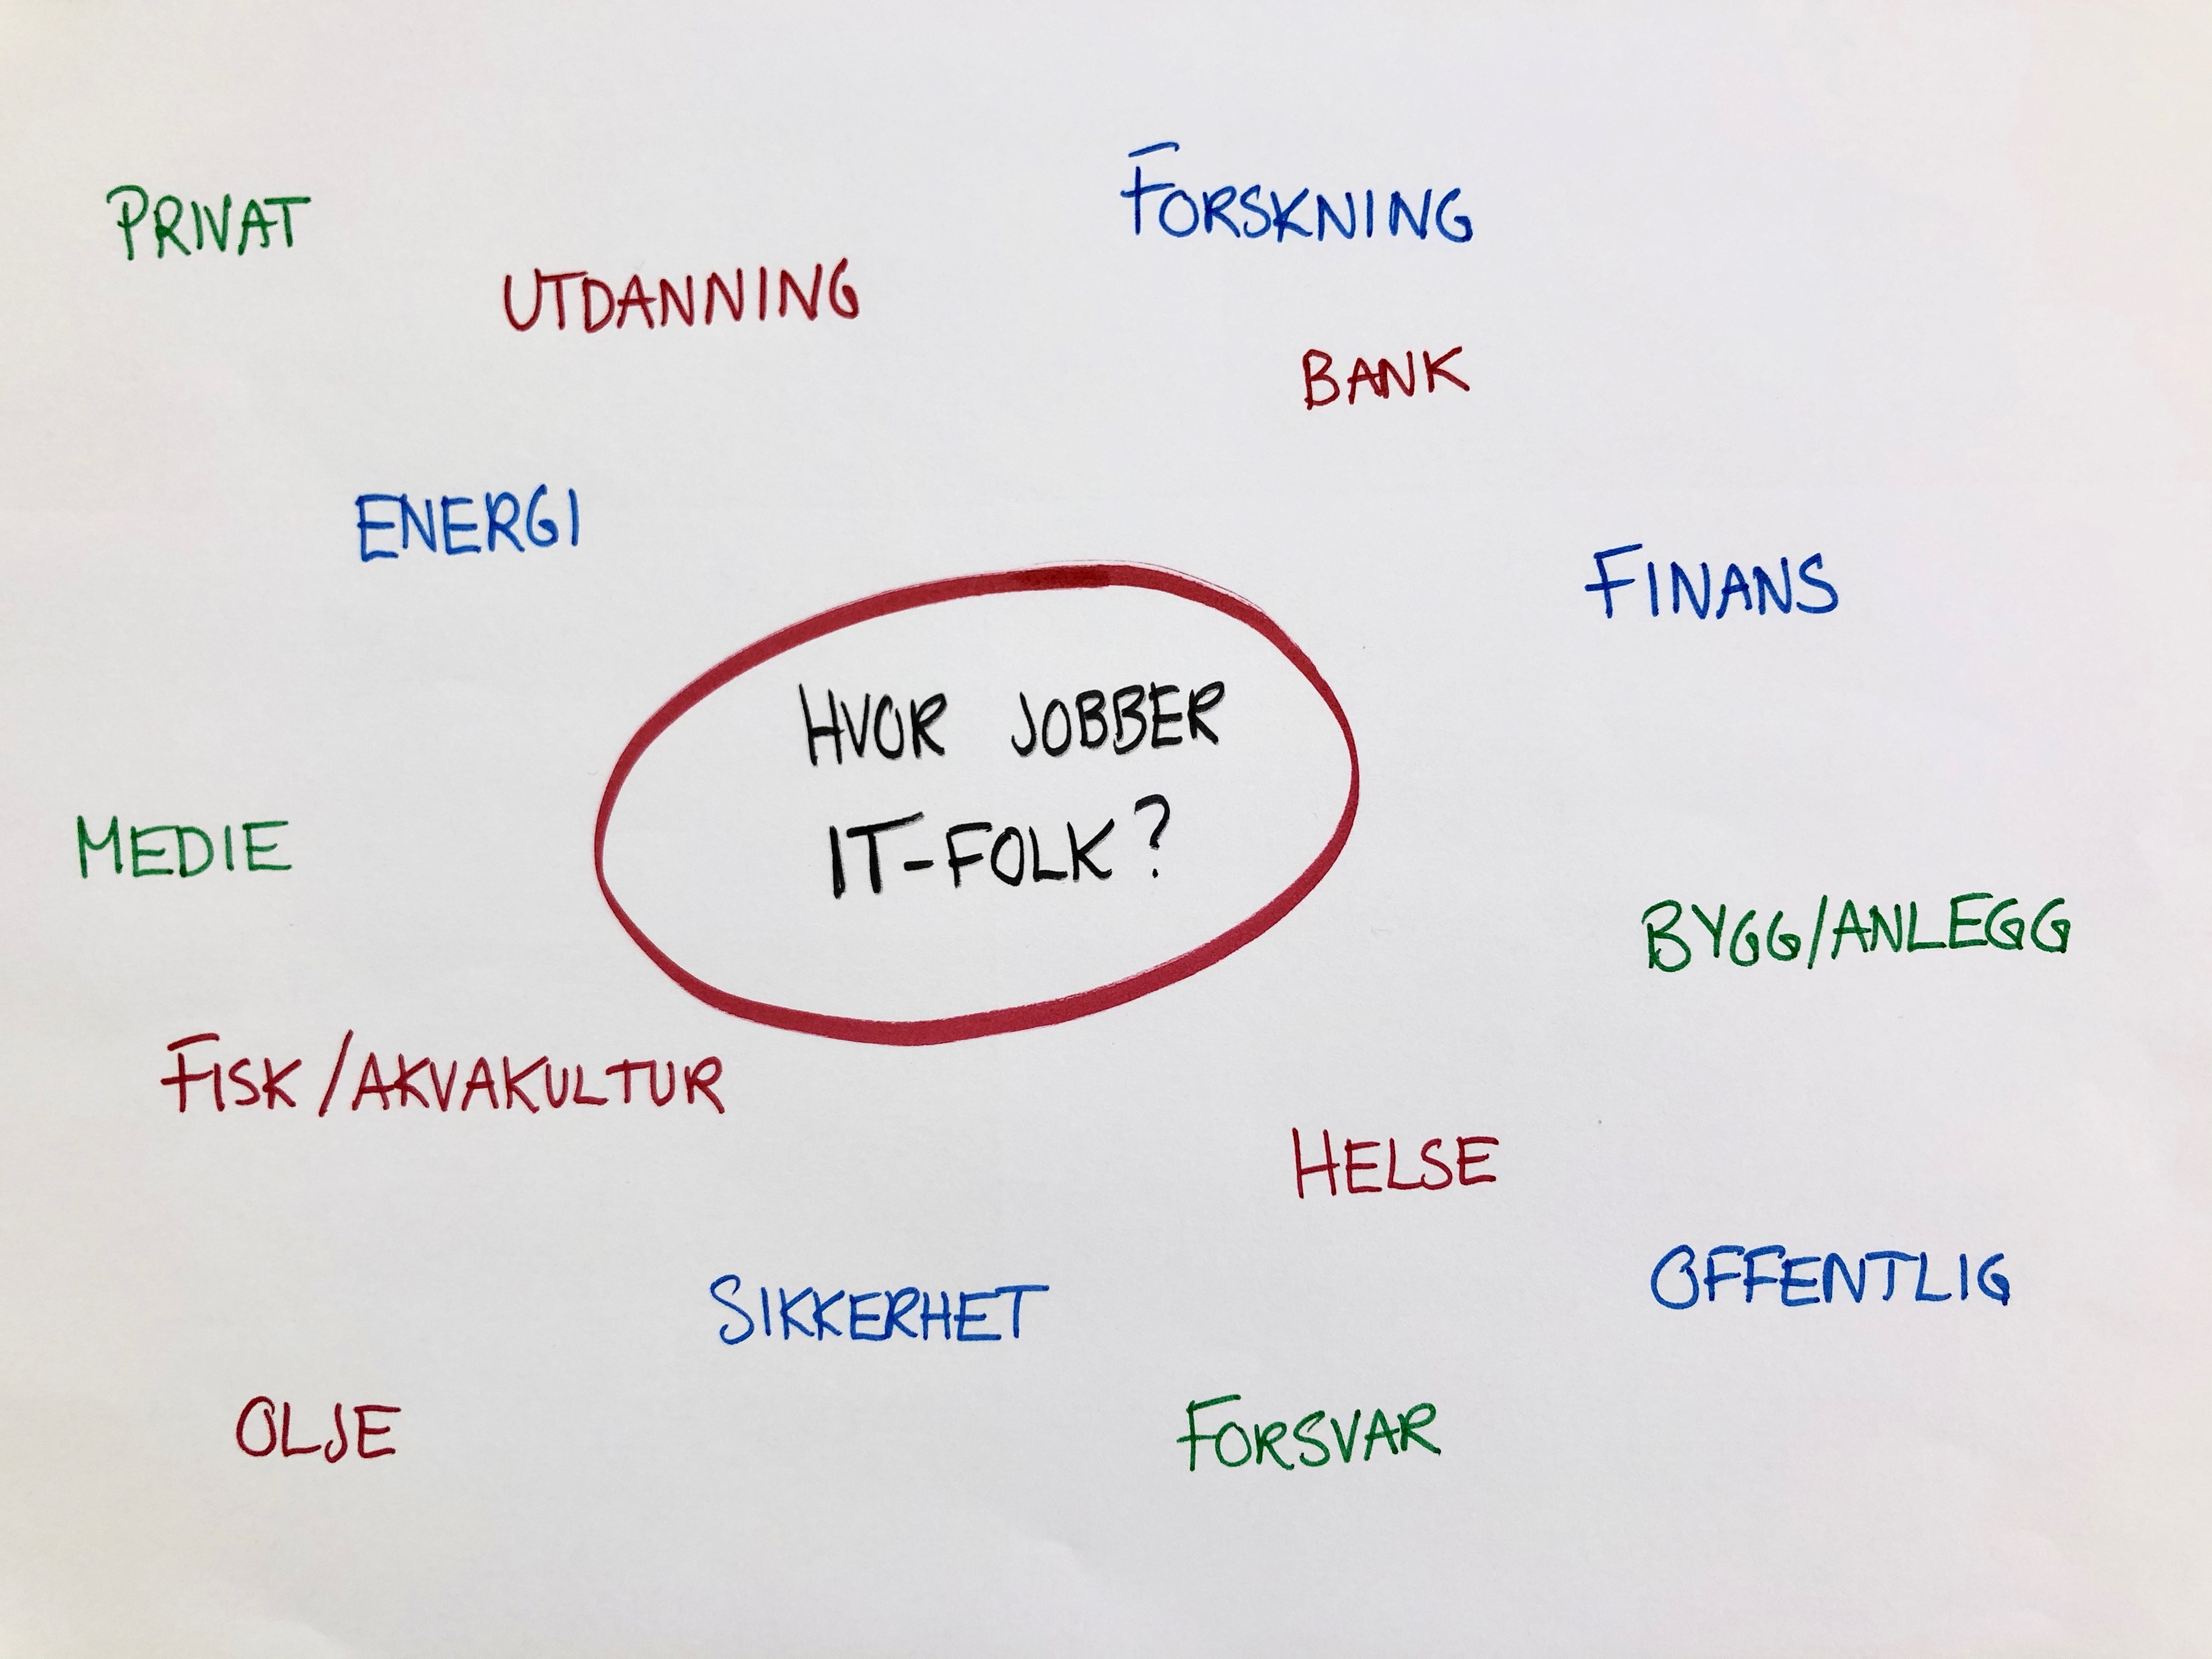 FORSKNING
PRIVAT
UTDANNING
BANK
ENERGI
FINANS
HVOR JOBBER
IT-FOLK?
MEDIE
BYGG/ANLEGG
FISK/AKVAKULTUR
HELSE
OFFENTLIG
SIKKERHET
OLJE
FORSVAR